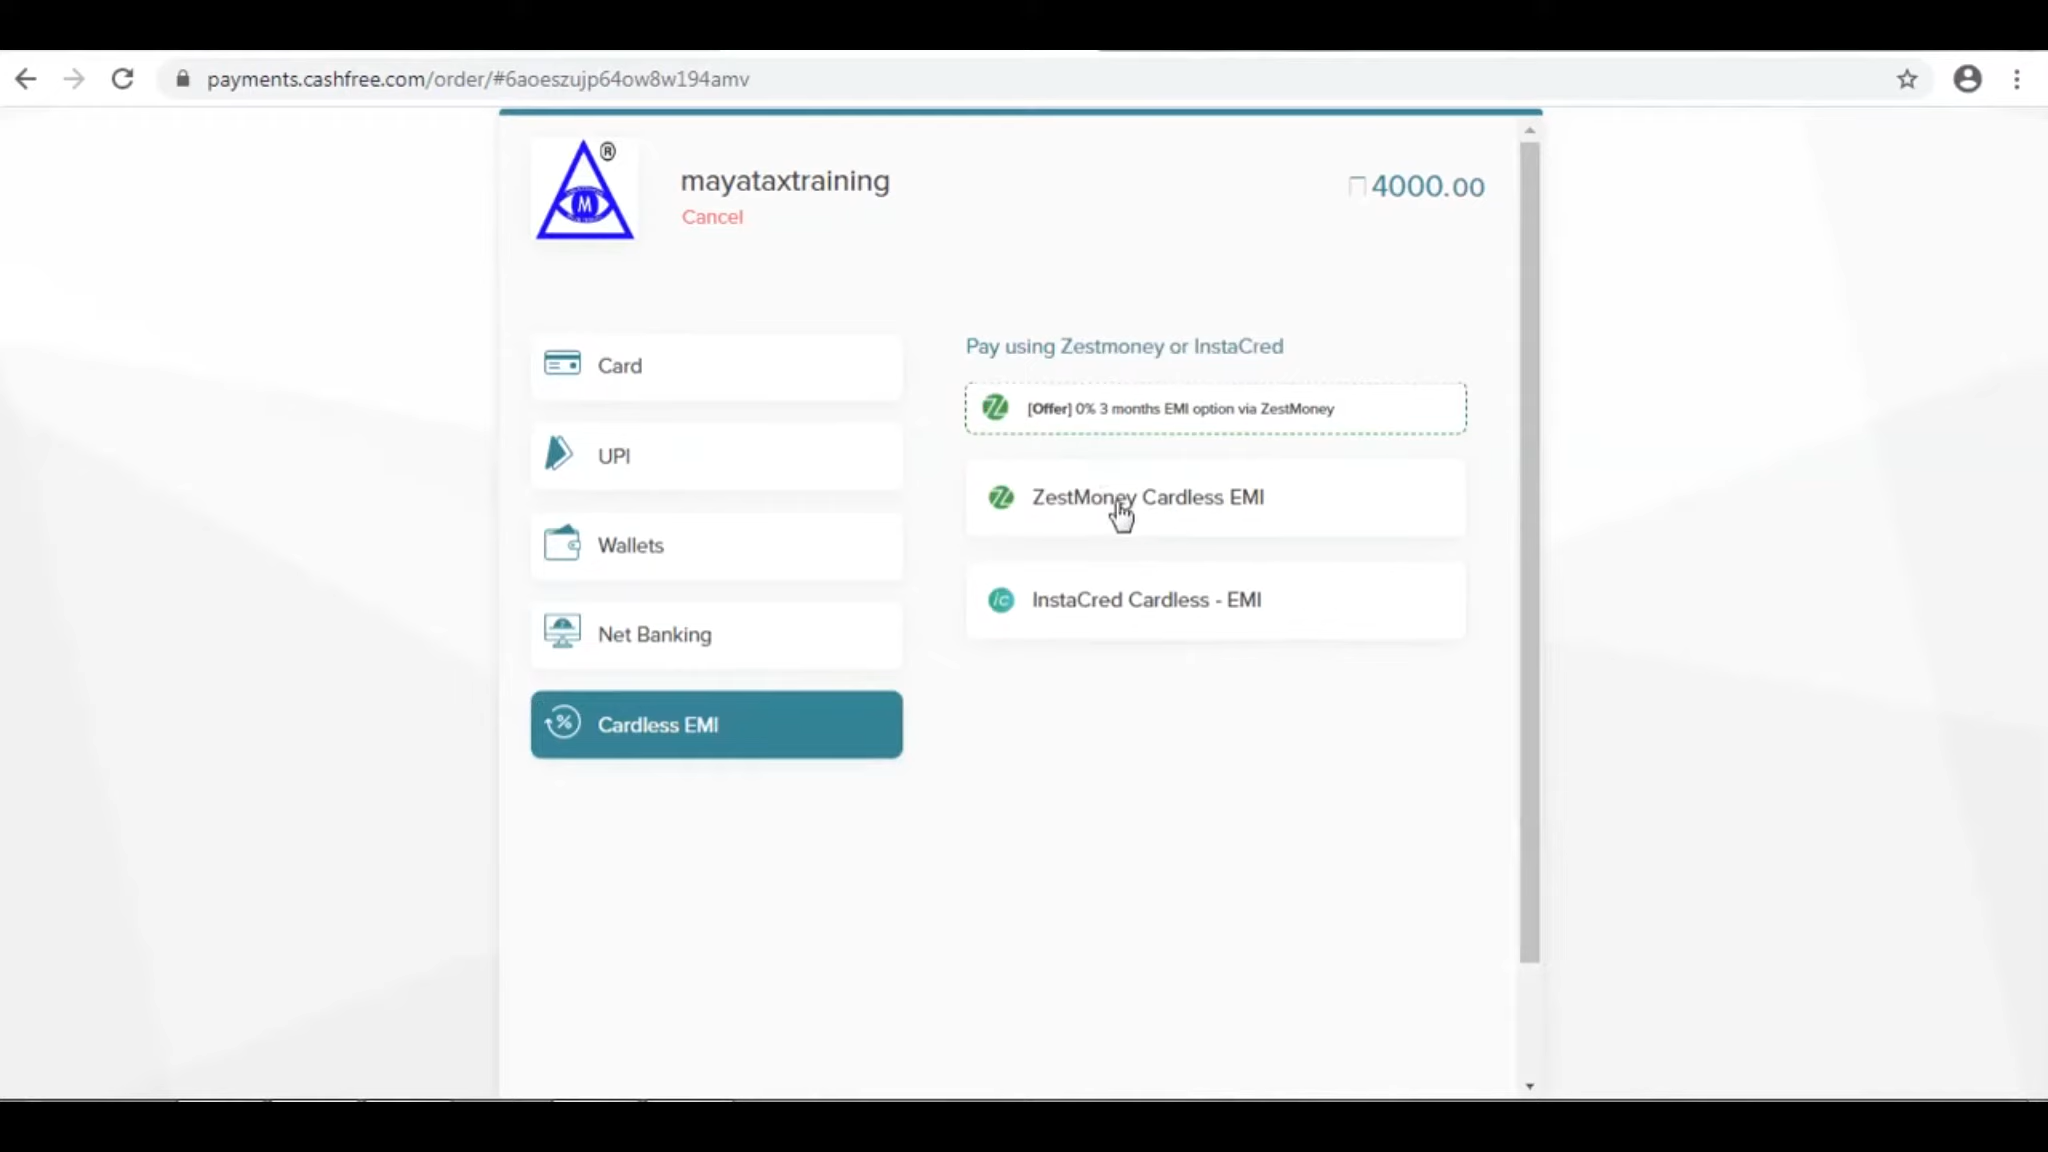 payments.cashfree.com/order/#6aoeszujp64ow8w194amv
®
M
mayataxtraining
4000.00
Cancel
Card
UPI
Wallets
Net Banking
Cardless EMI
Pay using Zestmoney or InstaCred
[Offer] 0% 3 months EMI option via ZestMoney
ZestMoney Cardless EMI
ic InstaCred Cardless - EMI